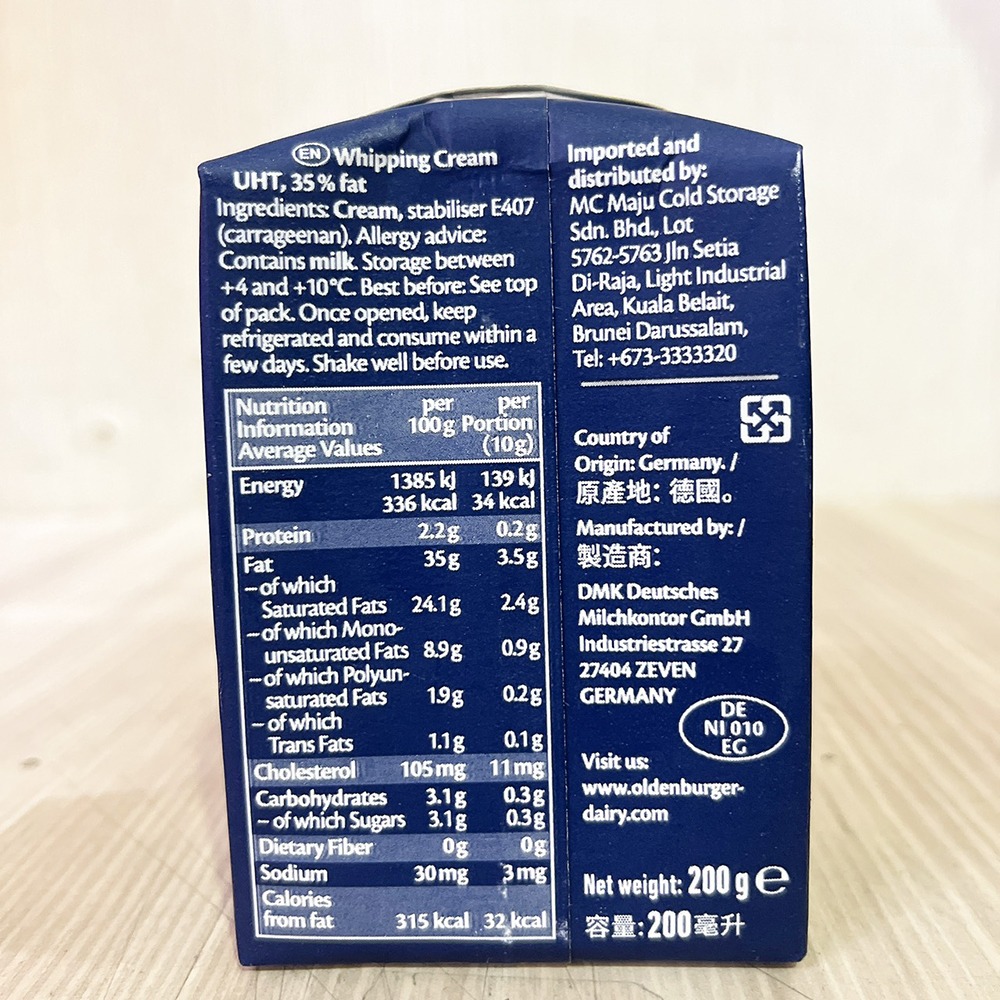 EN Whipping Cream
UHT, 35 % fat
Ingredients: Cream, stabiliser E407
(carrageenan). Allergy advice:
Contains milk. Storage between
+4 and +10°C. Best before: See top
of pack. Once opened, keep
refrigerated and consume within a
few days. Shake well before use.
Nutrition per per
Information 100g Portion
Average Values (10g)
Energy 1385 kJ 139 kJ
336 kcal 34 kcal
Protein 2.2g 0.2g
Fat 35g 3.5g
– of which
Saturated Fats 24.1g 2.4g
– of which Mono-
unsaturated Fats 8.9g 0.9g
– of which Polyun-
saturated Fats 1.9g 0.2g
– of which
Trans Fats 1.1g 0.1g
Cholesterol 105mg 11mg
Carbohydrates 3.1g 0.3g
– of which Sugars 3.1g 0.3g
Dietary Fiber 0g 0g
Sodium 30mg 3mg
Calories
from fat 315 kcal 32 kcal
Imported and
distributed by:
MC Maju Cold Storage
Sdn. Bhd., Lot
5762-5763 Jln Setia
Di-Raja, Light Industrial
Area, Kuala Belait,
Brunei Darussalam,
Tel: +673-3333320
Country of
Origin: Germany. /
原產地：德國。
Manufactured by: /
製造商：
DMK Deutsches
Milchkontor GmbH
Industriestrasse 27
27404 ZEVEN
GERMANY
DE
NI 010
EG
Visit us:
www.oldenburger-
dairy.com
Net weight: 200 g ℮
容量:200毫升